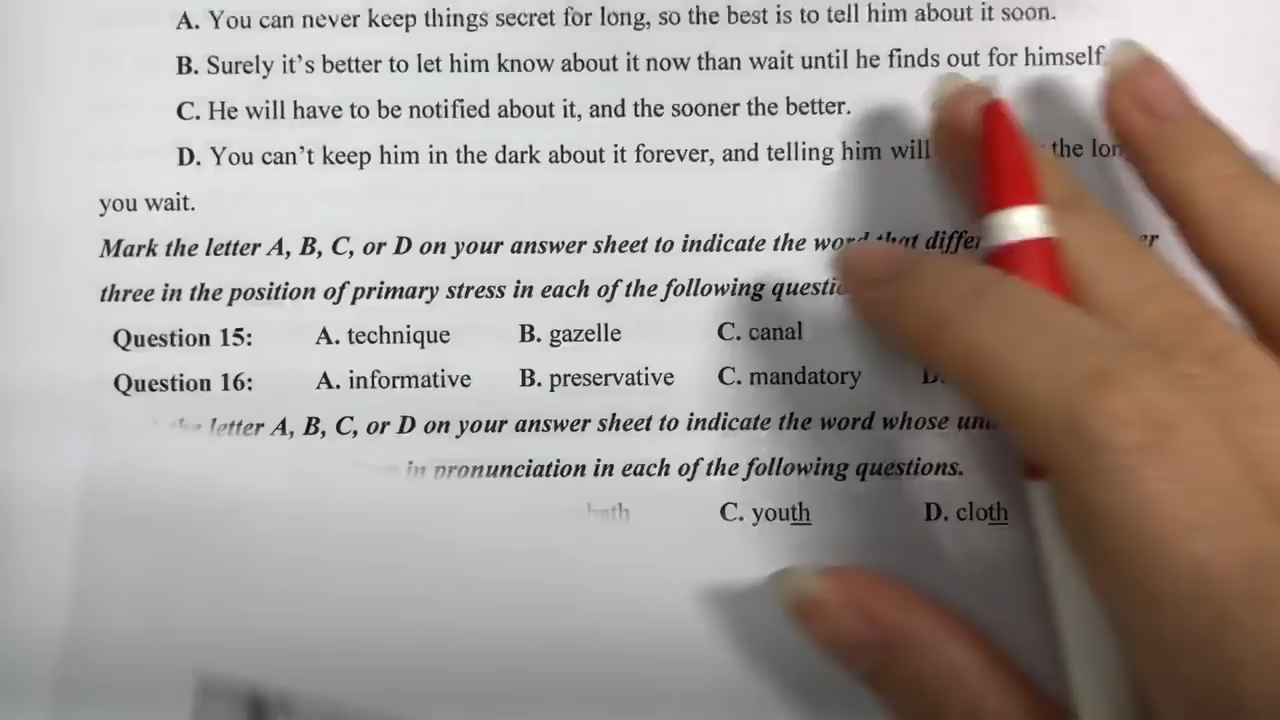 A. You can never keep things secret for long, so the best is to tell him about it soon.
B. Surely it's better to let him know about it now than wait until he finds out for himself
C. He will have to be notified about it, and the sooner the better.
D. You can't keep him in the dark about it forever, and telling him will the
you wait.
Mark the letter A, B, C, or D on your answer sheet to indicate the word that
three in the position of primary stress in each of the following
Question 15: A. technique B. gazelle C. canal
Question 16: A. informative B. preservative C. mandatory D.
letter A, B, C, or D on your answer sheet to indicate the word whose
in pronunciation in each of the following questions.
C. youth D. cloth